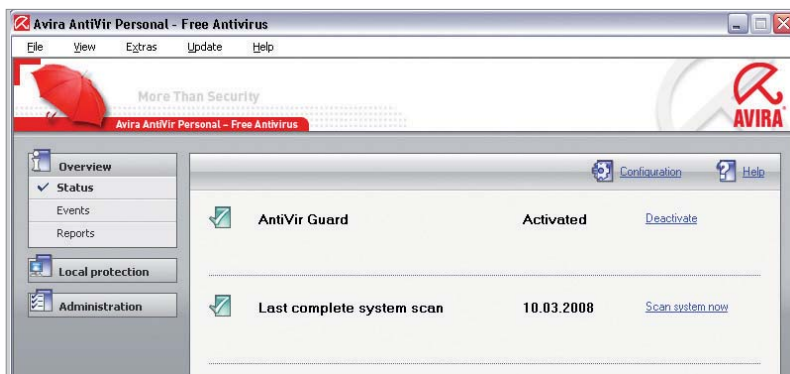 Avira AntiVir Personal - Free Antivirus
File View Extras Update Help
More Than Security
Avira AntiVir Personal – Free Antivirus
AVIRA
Overview
Configuration Help
Status
Events
Reports
AntiVir Guard Activated Deactivate
Local protection
Administration
Last complete system scan 10.03.2008 Scan system now